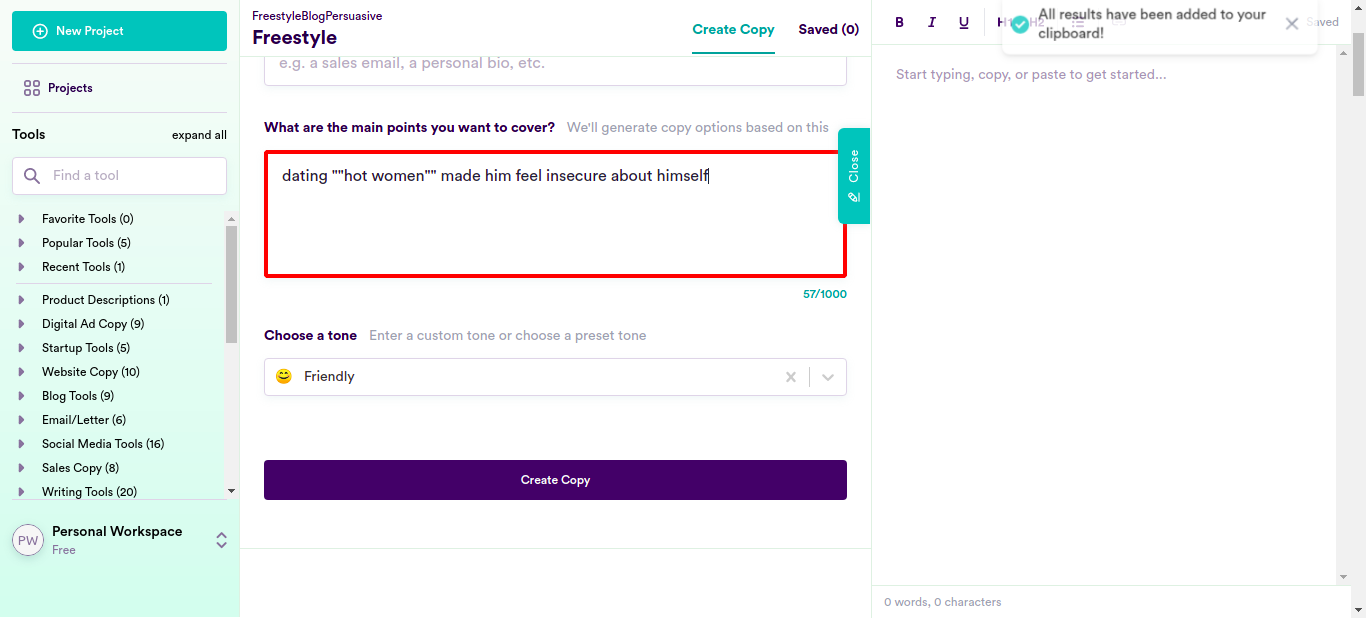 New Project
Projects
Tools
expand all
Find a tool
Favorite Tools (0)
Popular Tools (5)
Recent Tools (1)
Product Descriptions (1)
Digital Ad Copy (9)
Startup Tools (5)
Website Copy (10)
Blog Tools (9)
Email/Letter (6)
Social Media Tools (16)
Sales Copy (8)
Writing Tools (20)
PW
Personal Workspace
Free
FreestyleBlogPersuasive
Freestyle
Create Copy
Saved (0)
e.g. a sales email, a personal bio, etc.
What are the main points you want to cover? We'll generate copy options based on this
dating ""hot women"" made him feel insecure about himself
57/1000
Choose a tone Enter a custom tone or choose a preset tone
😊 Friendly
Create Copy
Close
B I U H1 H2
All results have been added to your
clipboard!
Saved
Start typing, copy, or paste to get started...
0 words, 0 characters